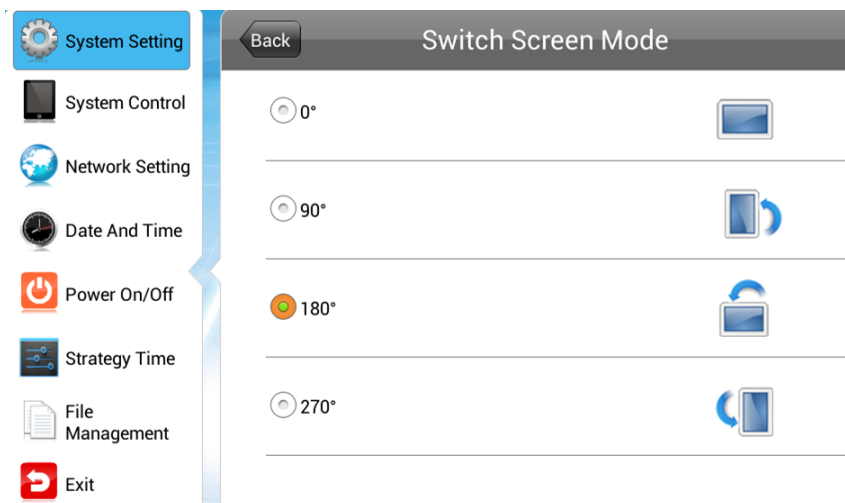 System Setting
System Control
Network Setting
Date And Time
Power On/Off
Strategy Time
File
Management
Exit
Back
Switch Screen Mode
0°
90°
180°
270°